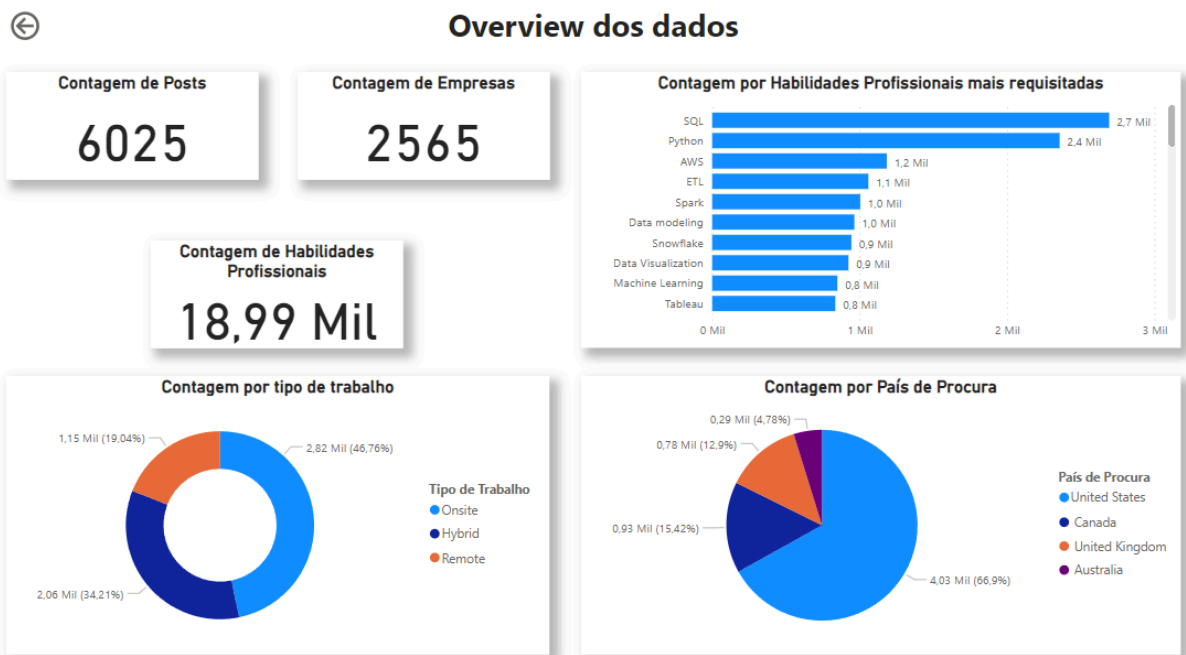 Overview dos dados
Contagem de Posts
6025
Contagem de Empresas
2565
Contagem de Habilidades
Profissionais
18,99 Mil
Contagem por Habilidades Profissionais mais requisitadas
SQL
2,7 Mil
Python
2,4 Mil
AWS
1,2 Mil
ETL
1,1 Mil
Spark
1,0 Mil
Data modeling
1,0 Mil
Snowflake
0,9 Mil
Data Visualization
0,9 Mil
Machine Learning
0,8 Mil
Tableau
0,8 Mil
0 Mil
1 Mil
2 Mil
3 Mil
Contagem por tipo de trabalho
1,15 Mil (19,04%)
2,82 Mil (46,76%)
2,06 Mil (34,21%)
Tipo de Trabalho
Onsite
Hybrid
Remote
Contagem por País de Procura
0,29 Mil (4,78%)
0,78 Mil (12,9%)
0,93 Mil (15,42%)
4,03 Mil (66,9%)
País de Procura
United States
Canada
United Kingdom
Australia